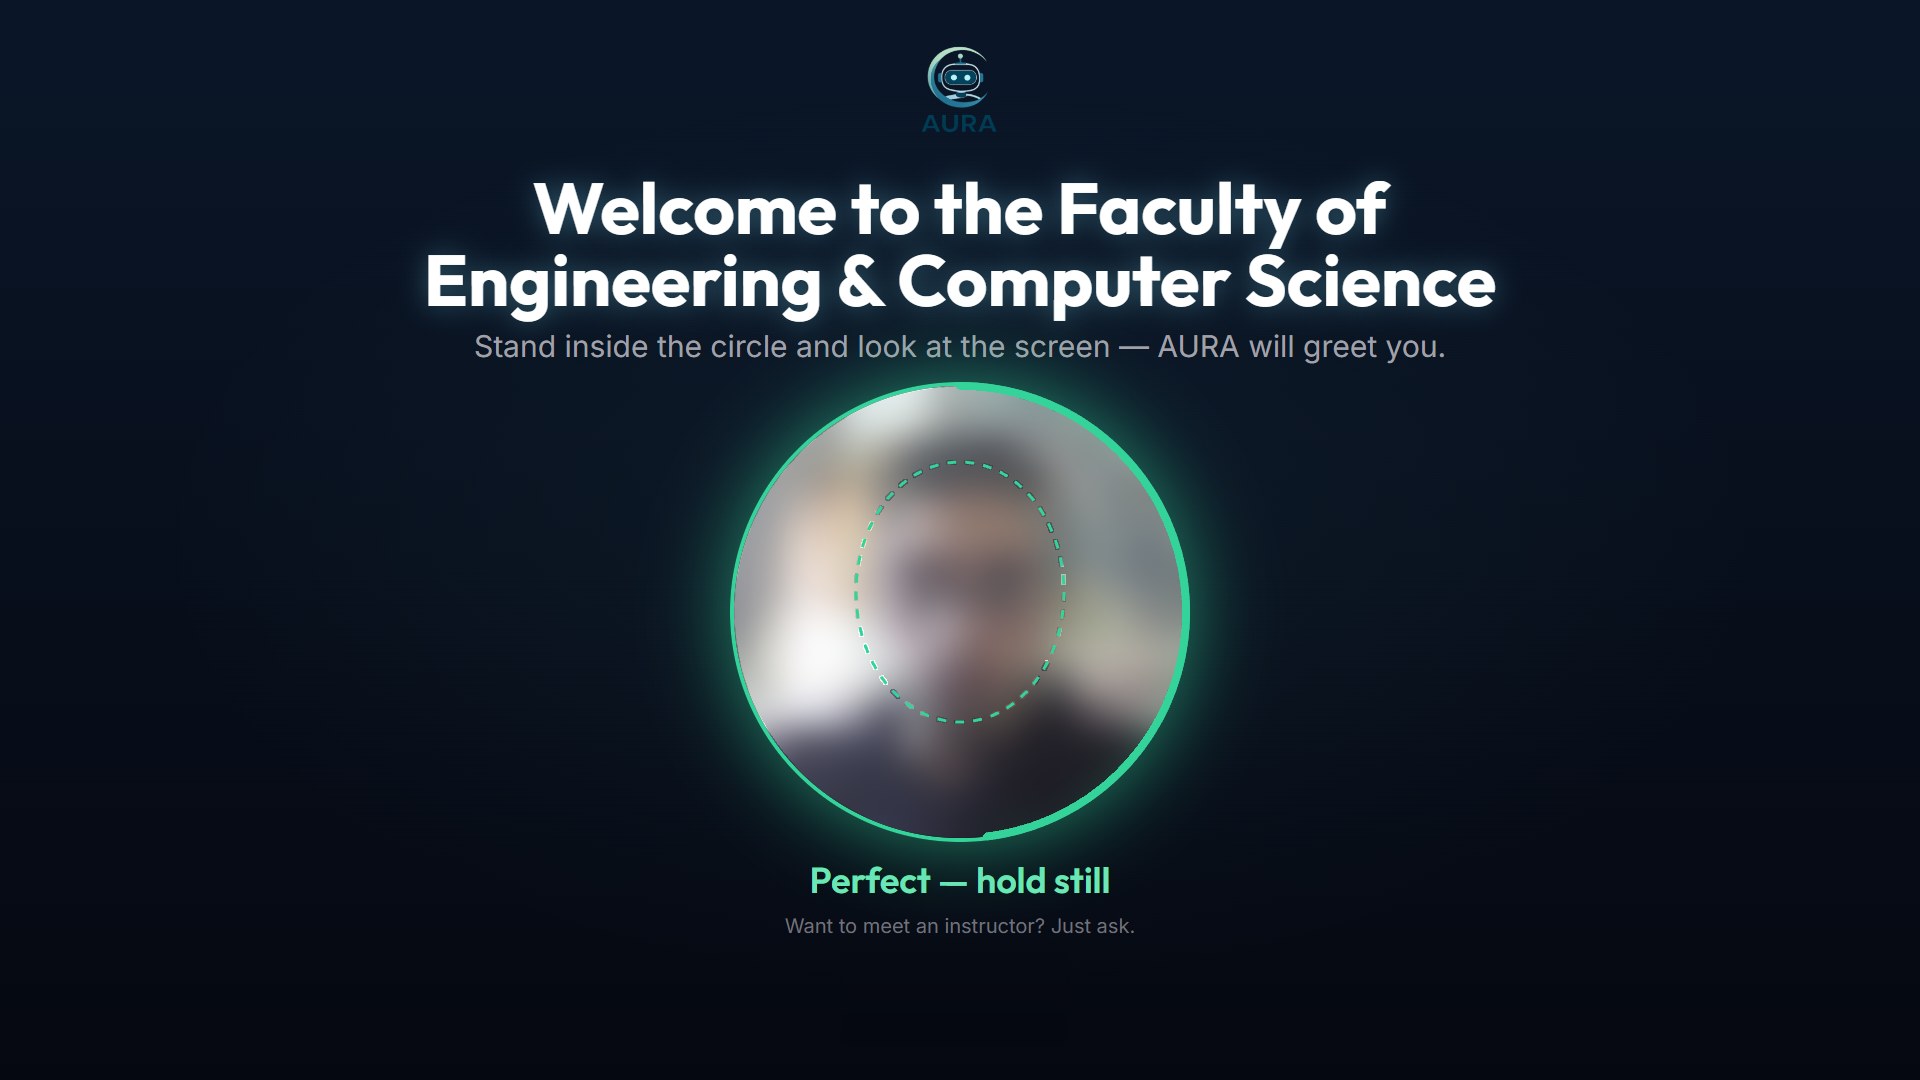 AURA
Welcome to the Faculty of
Engineering & Computer Science
Stand inside the circle and look at the screen — AURA will greet you.
Perfect — hold still
Want to meet an instructor? Just ask.